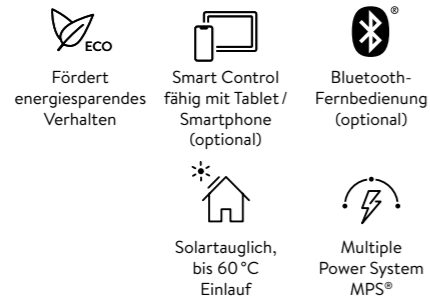 ECO
®
Fördert
energiesparendes
Verhalten
Smart Control
fähig mit Tablet /
Smartphone
(optional)
Bluetooth-
Fernbedienung
(optional)
Solartauglich,
bis 60 °C
Einlauf
Multiple
Power System
MPS®